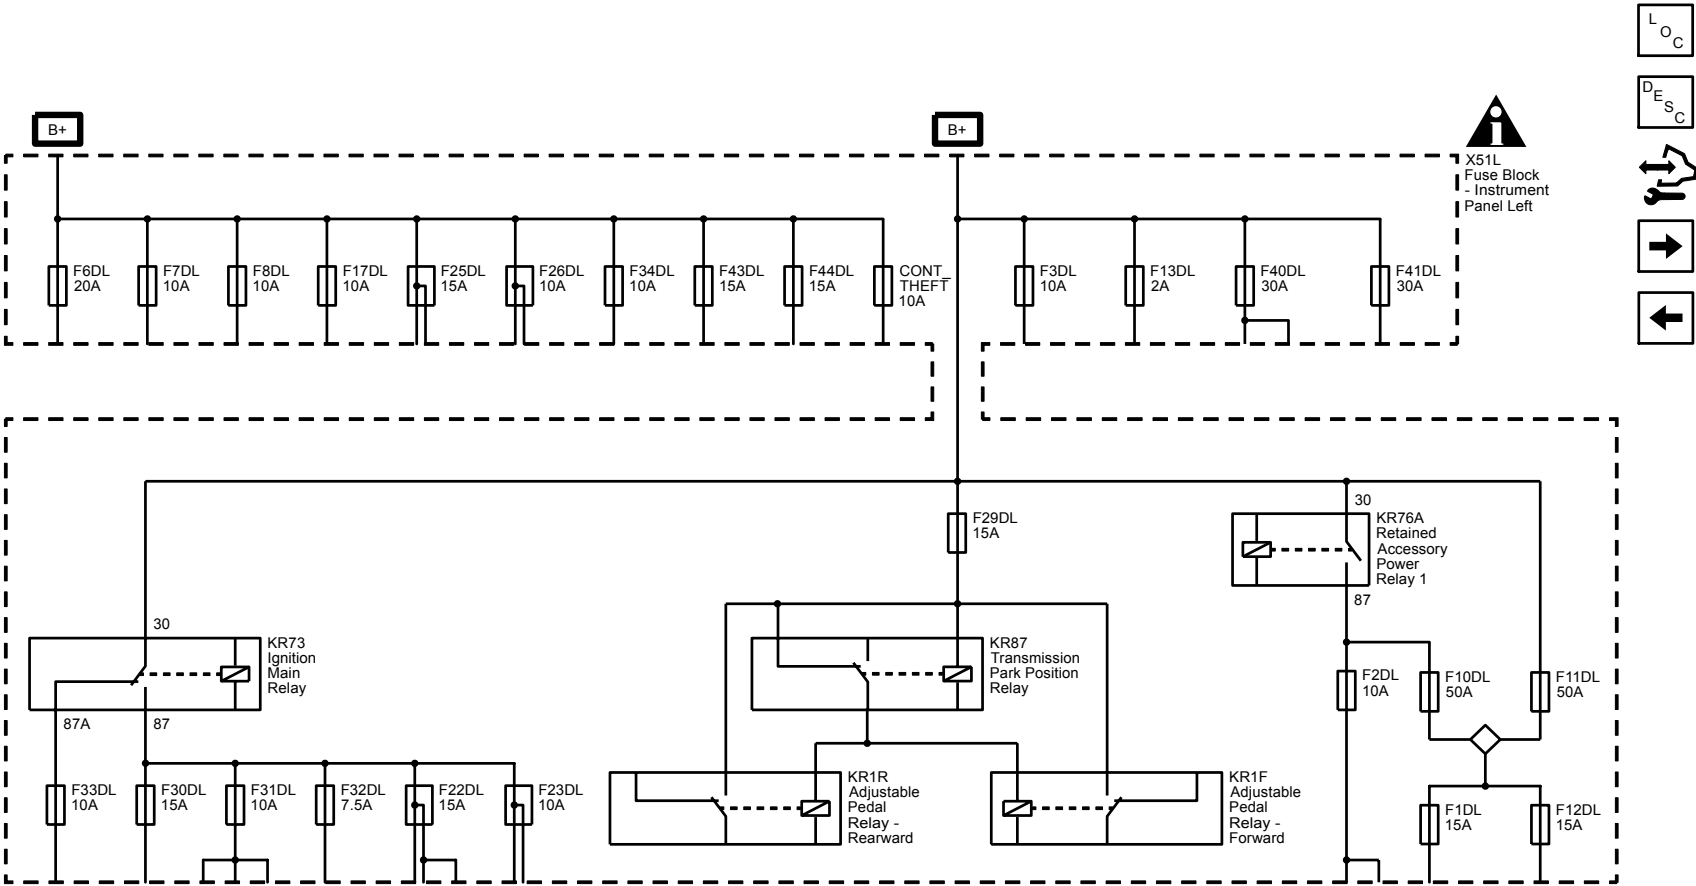 L
O
C
D
E
S
C
B+
B+
X51L
Fuse Block
- Instrument
Panel Left
F6DL
20A
F7DL
10A
F8DL
10A
F17DL
10A
F25DL
15A
F26DL
10A
F34DL
10A
F43DL
15A
F44DL
15A
CONT_
THEFT
10A
F3DL
10A
F13DL
2A
F40DL
30A
F41DL
30A
30
KR73
Ignition
Main
Relay
87A
87
F29DL
15A
KR87
Transmission
Park Position
Relay
30
KR76A
Retained
Accessory
Power
Relay 1
87
F2DL
10A
F10DL
50A
F11DL
50A
F33DL
10A
F30DL
15A
F31DL
10A
F32DL
7.5A
F22DL
15A
F23DL
10A
KR1R
Adjustable
Pedal
Relay -
Rearward
KR1F
Adjustable
Pedal
Relay -
Forward
F1DL
15A
F12DL
15A